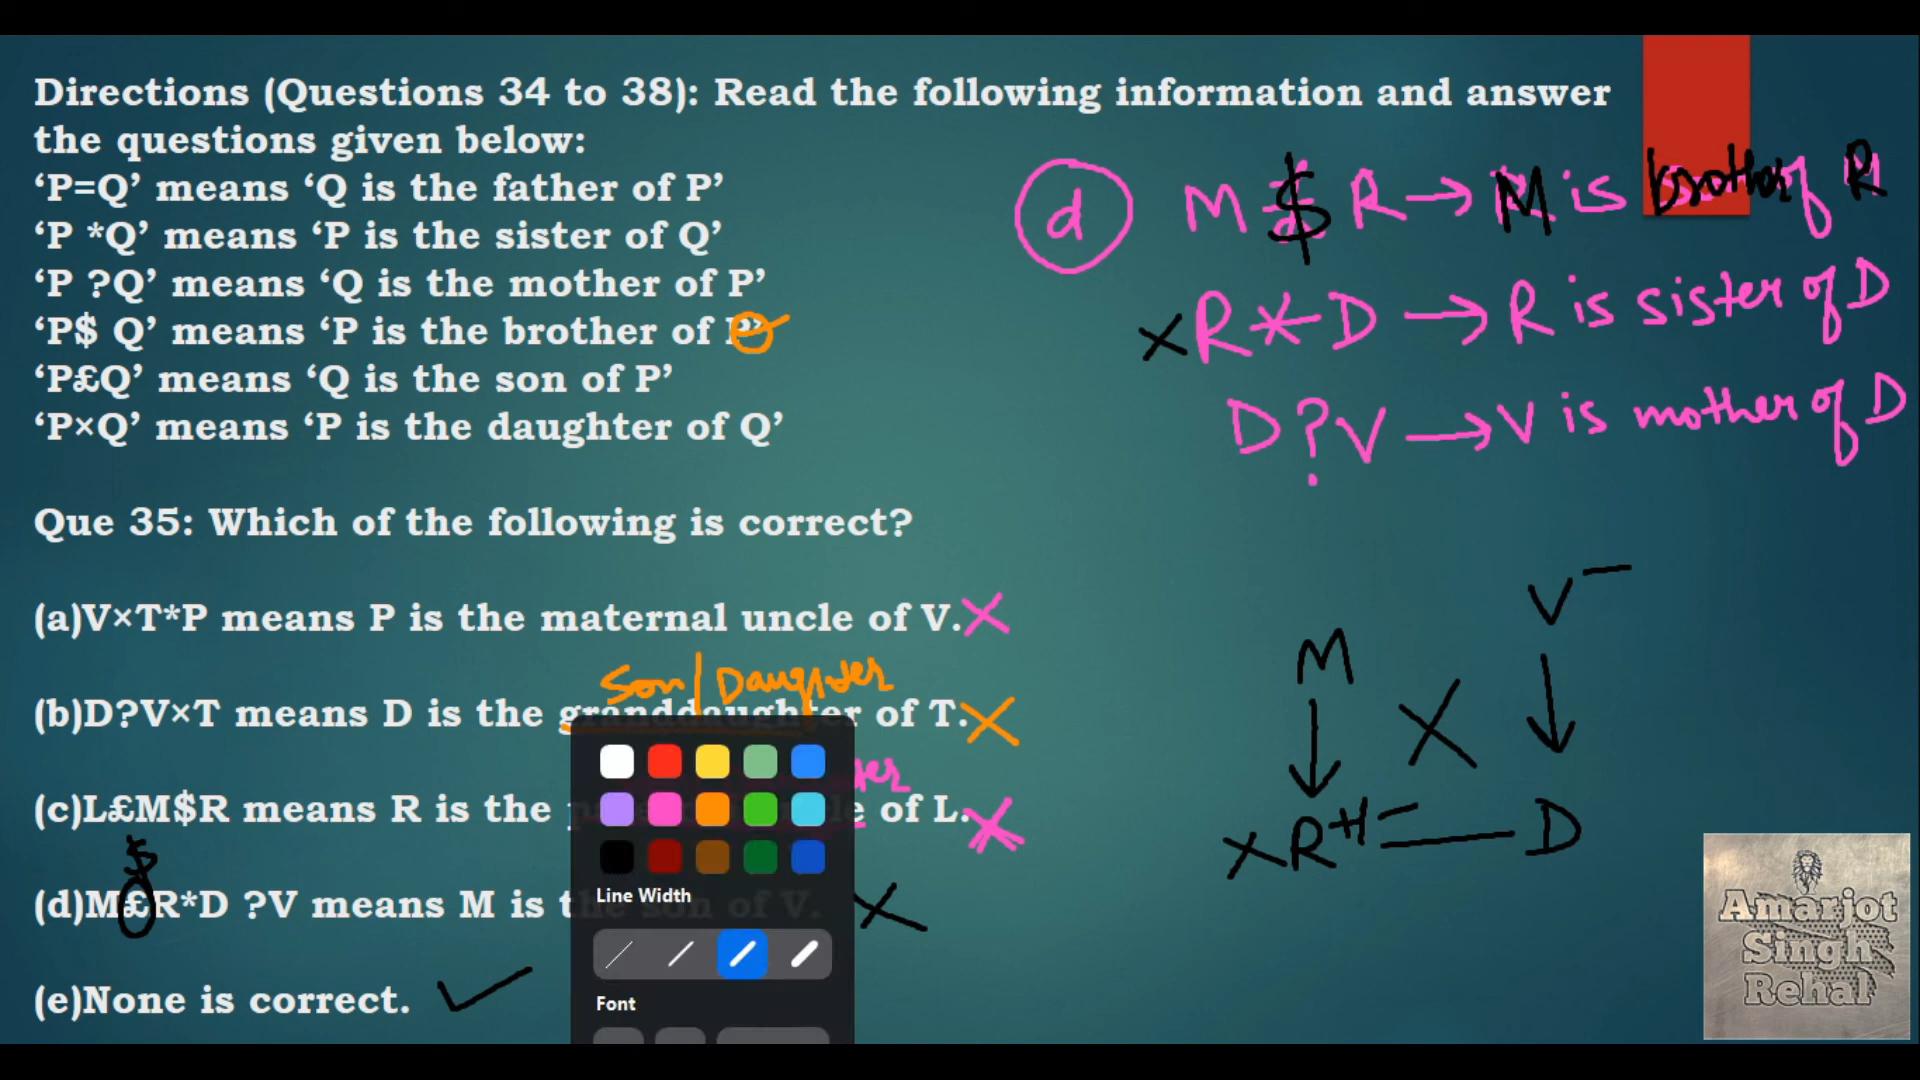 Directions (Questions 34 to 38): Read the following information and answer
the questions given below:
‘P=Q’ means ‘Q is the father of P’
‘P *Q’ means ‘P is the sister of Q’
‘P ?Q’ means ‘Q is the mother of P’
‘P$ Q’ means ‘P is the brother of
‘P£Q’ means ‘Q is the son of P’
‘P×Q’ means ‘P is the daughter of Q’
d M $ R → M is brother of R
×R * D → R is sister of D
D ? V → V is mother of D
Que 35: Which of the following is correct?
(a)V×T*P means P is the maternal uncle of V.
Son | Daughter
(b)D?V×T means D is the granddaughter of T.
(c)L£M$R means R is the of L.
$
(d)M£R*D ?V means M is the son of V.
(e)None is correct.
Line Width
Font
V −
M
×R − D
Amarjot
Singh
Rehal